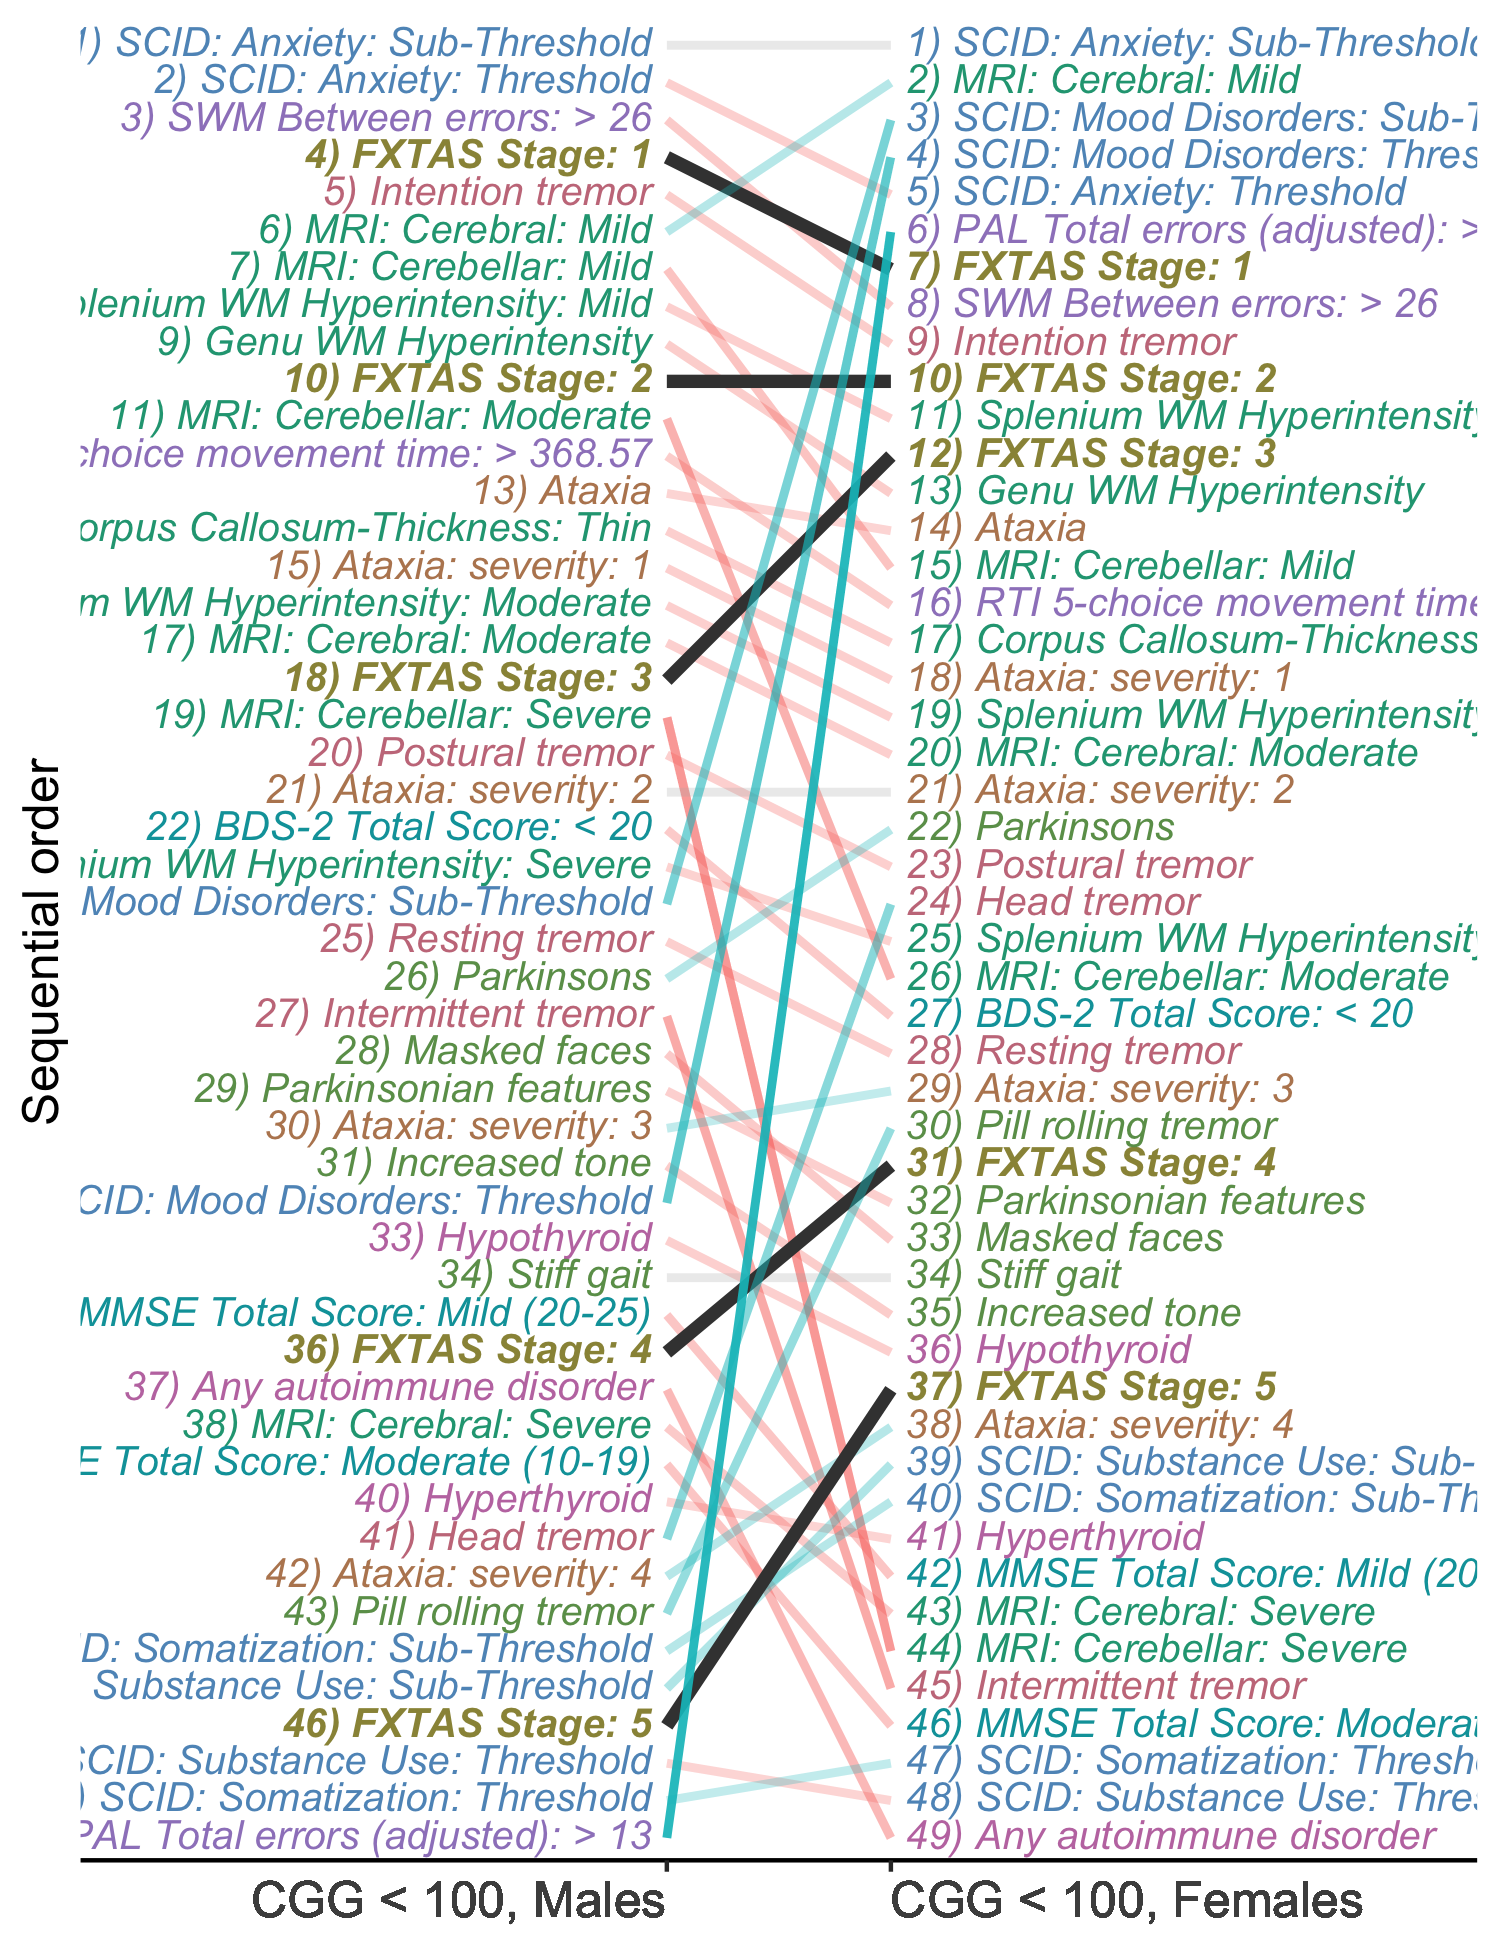 1) SCID: Anxiety: Sub-Threshold
2) SCID: Anxiety: Threshold
3) SWM Between errors: > 26
4) FXTAS Stage: 1
5) Intention tremor
6) MRI: Cerebral: Mild
7) MRI: Cerebellar: Mild
plenium WM Hyperintensity: Mild
9) Genu WM Hyperintensity
10) FXTAS Stage: 2
11) MRI: Cerebellar: Moderate
choice movement time: > 368.57
13) Ataxia
orpus Callosum-Thickness: Thin
15) Ataxia: severity: 1
m WM Hyperintensity: Moderate
17) MRI: Cerebral: Moderate
18) FXTAS Stage: 3
19) MRI: Cerebellar: Severe
20) Postural tremor
21) Ataxia: severity: 2
22) BDS-2 Total Score: < 20
nium WM Hyperintensity: Severe
Mood Disorders: Sub-Threshold
25) Resting tremor
26) Parkinsons
27) Intermittent tremor
28) Masked faces
29) Parkinsonian features
30) Ataxia: severity: 3
31) Increased tone
CID: Mood Disorders: Threshold
33) Hypothyroid
34) Stiff gait
MMSE Total Score: Mild (20-25)
36) FXTAS Stage: 4
37) Any autoimmune disorder
38) MRI: Cerebral: Severe
E Total Score: Moderate (10-19)
40) Hyperthyroid
41) Head tremor
42) Ataxia: severity: 4
43) Pill rolling tremor
D: Somatization: Sub-Threshold
Substance Use: Sub-Threshold
46) FXTAS Stage: 5
SCID: Substance Use: Threshold
) SCID: Somatization: Threshold
PAL Total errors (adjusted): > 13
1) SCID: Anxiety: Sub-Threshold
2) MRI: Cerebral: Mild
3) SCID: Mood Disorders: Sub-T
4) SCID: Mood Disorders: Thres
5) SCID: Anxiety: Threshold
6) PAL Total errors (adjusted): >
7) FXTAS Stage: 1
8) SWM Between errors: > 26
9) Intention tremor
10) FXTAS Stage: 2
11) Splenium WM Hyperintensity
12) FXTAS Stage: 3
13) Genu WM Hyperintensity
14) Ataxia
15) MRI: Cerebellar: Mild
16) RTI 5-choice movement time
17) Corpus Callosum-Thickness
18) Ataxia: severity: 1
19) Splenium WM Hyperintensity
20) MRI: Cerebral: Moderate
21) Ataxia: severity: 2
22) Parkinsons
23) Postural tremor
24) Head tremor
25) Splenium WM Hyperintensity
26) MRI: Cerebellar: Moderate
27) BDS-2 Total Score: < 20
28) Resting tremor
29) Ataxia: severity: 3
30) Pill rolling tremor
31) FXTAS Stage: 4
32) Parkinsonian features
33) Masked faces
34) Stiff gait
35) Increased tone
36) Hypothyroid
37) FXTAS Stage: 5
38) Ataxia: severity: 4
39) SCID: Substance Use: Sub-
40) SCID: Somatization: Sub-Th
41) Hyperthyroid
42) MMSE Total Score: Mild (20
43) MRI: Cerebral: Severe
44) MRI: Cerebellar: Severe
45) Intermittent tremor
46) MMSE Total Score: Moderat
47) SCID: Somatization: Thresh
48) SCID: Substance Use: Thres
49) Any autoimmune disorder
Sequential order
CGG < 100, Males
CGG < 100, Females